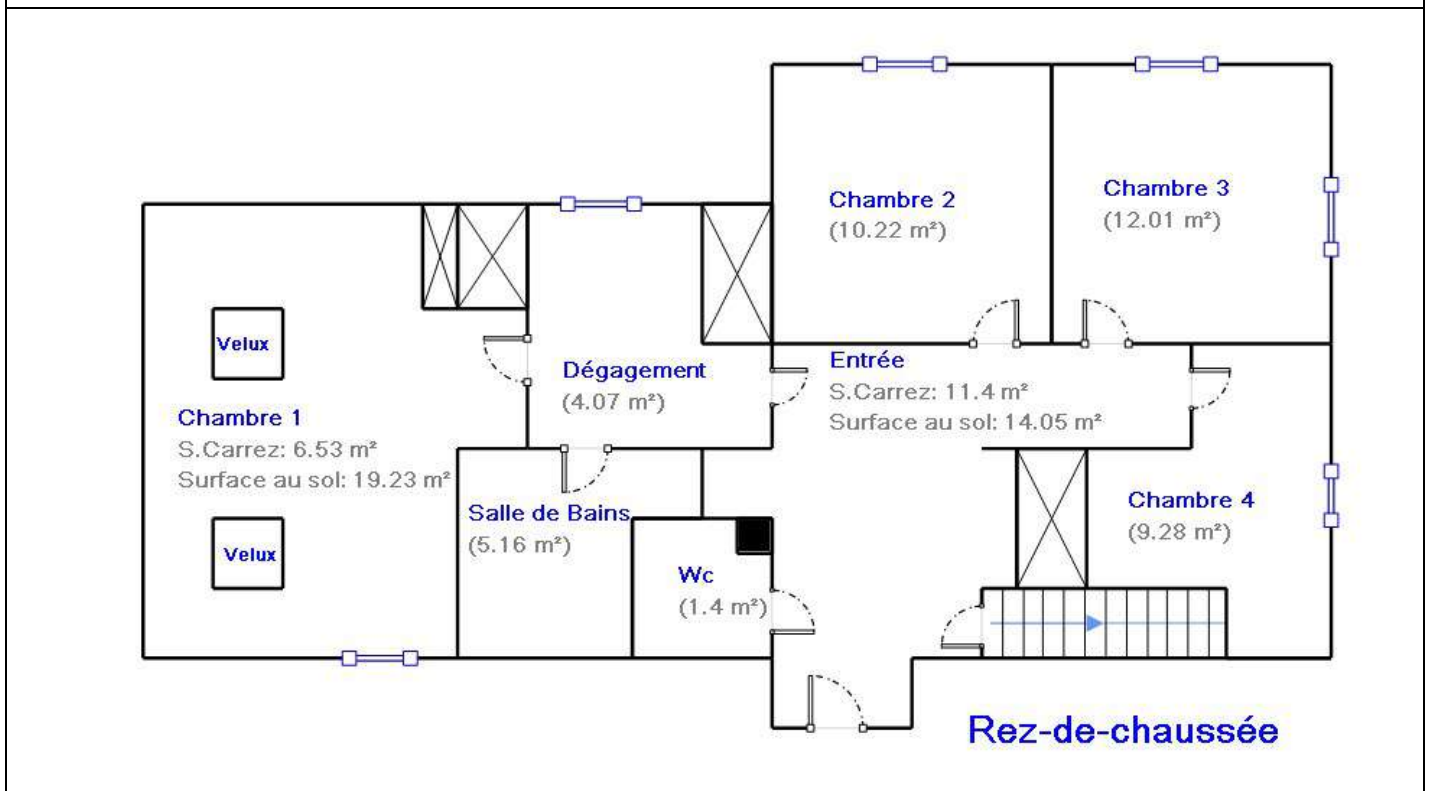 Chambre 2
(10.22 m²)
Chambre 3
(12.01 m²)
Velux
Chambre 1
S.Carrez: 6.53 m²
Surface au sol: 19.23 m²
Velux
Dégagement
(4.07 m²)
Entrée
S.Carrez: 11.4 m²
Surface au sol: 14.05 m²
Salle de Bains
(5.16 m²)
Wc
(1.4 m²)
Chambre 4
(9.28 m²)
Rez-de-chaussée